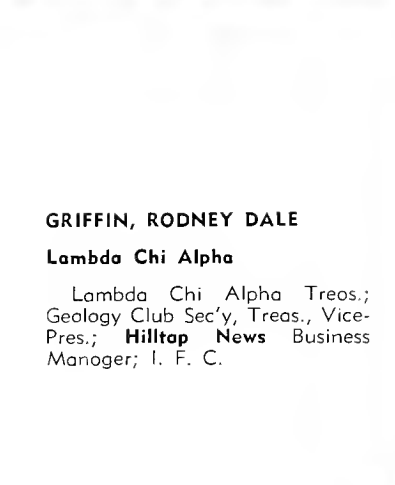 GRIFFIN, RODNEY DALE
Lambda Chi Alpha
Lambda Chi Alpha Treas.;
Geology Club Sec'y, Treas., Vice-
Pres.; Hilltop News Business
Manager; I. F. C.